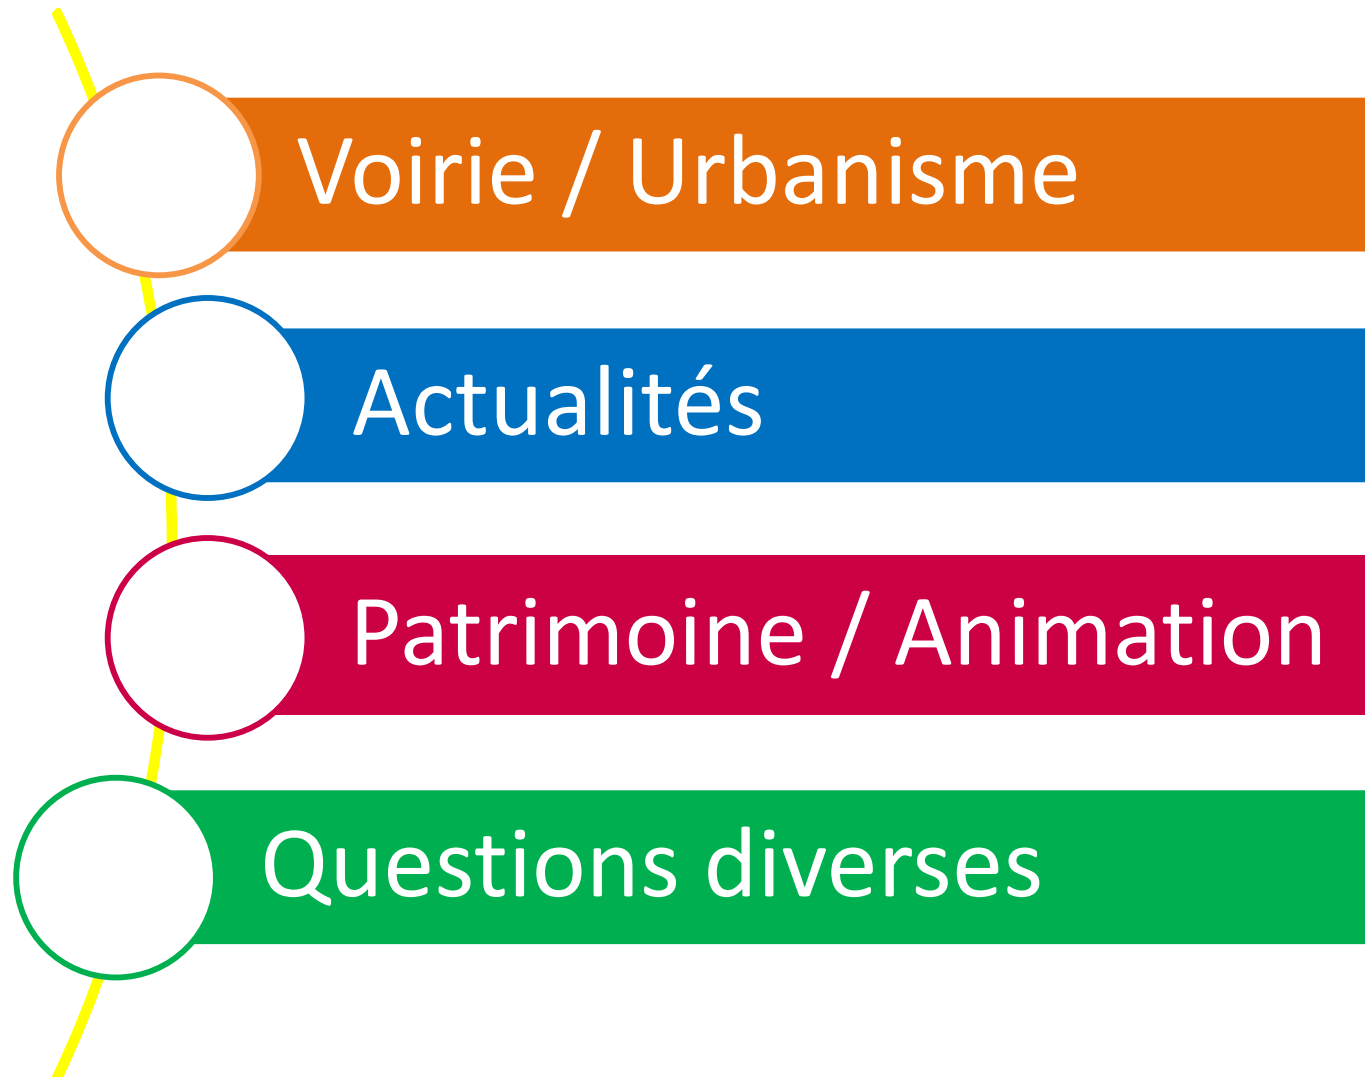 Voirie / Urbanisme
Actualités
Patrimoine / Animation
Questions diverses